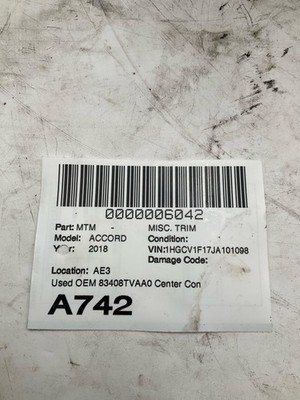 0000006042
Part: MTM - MISC. TRIM
Model: ACCORD Condition:
Year: 2018 VIN:1HGCV1F17JA101098
Damage Code:
Location: AE3
Used OEM 83408TVAA0 Center Con
A742